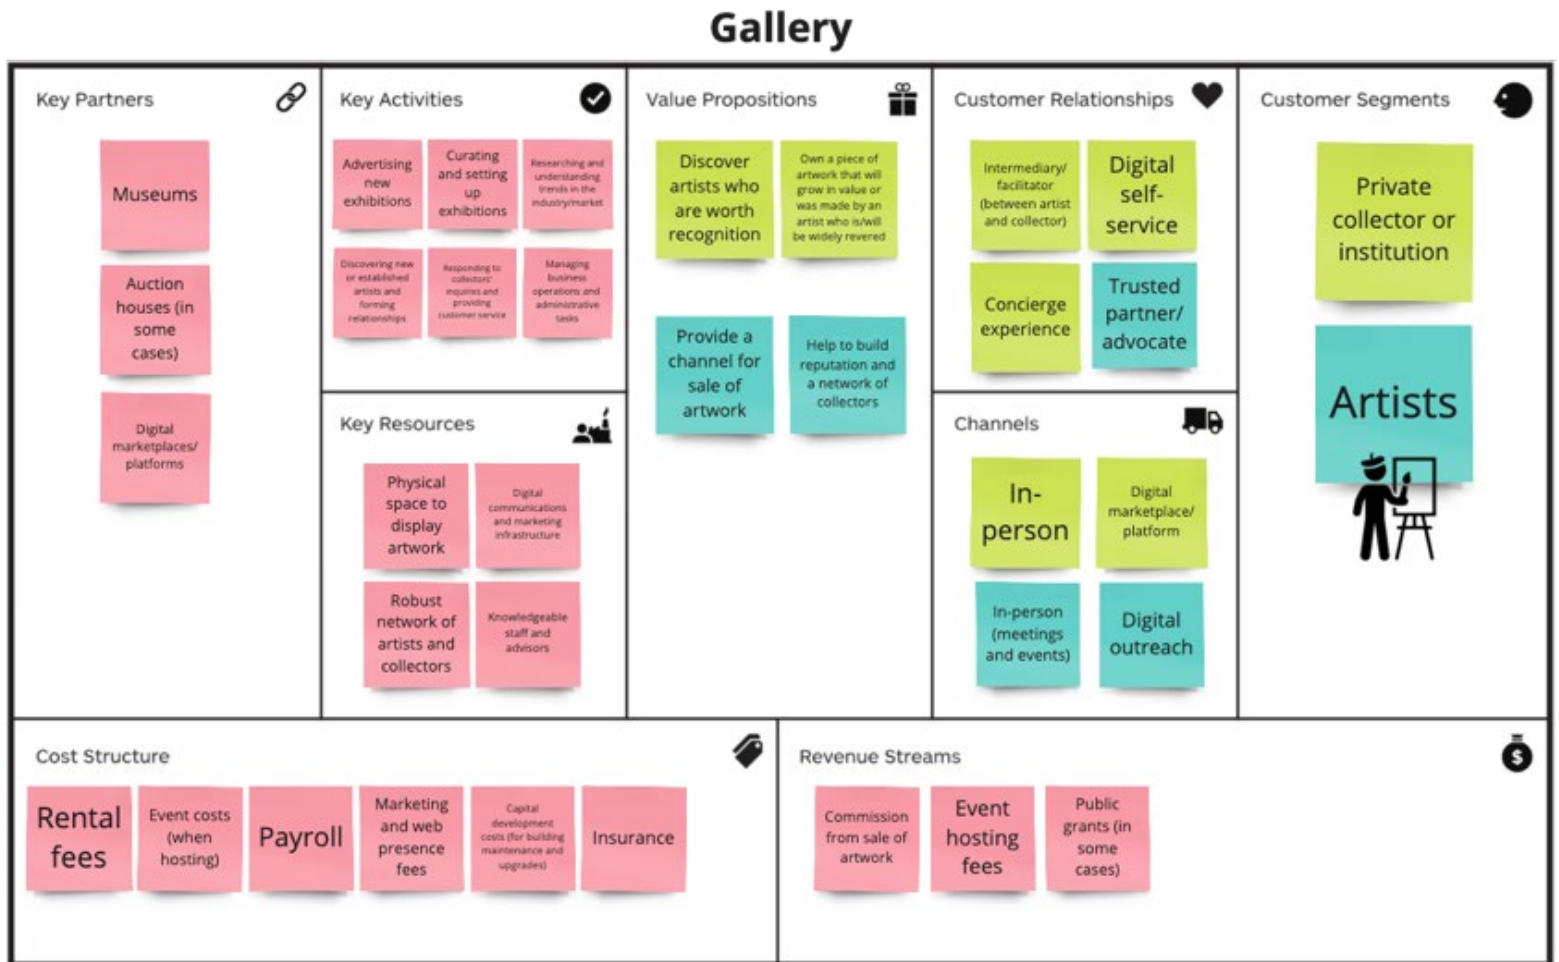 Gallery
Key Partners
Museums
Auction
houses (in
some
cases)
Digital
marketplaces/
platforms
Key Activities
Advertising
new
exhibitions
Curating
and setting
up
exhibitions
Researching and
understanding
trends in the
industry/market
Discovering new
or established
artists and
forming
relationships
Responding to
collectors'
inquiries and
providing
customer service
Managing
business
operations and
administrative
tasks
Key Resources
Physical
space to
display
artwork
Digital
communications
and marketing
infrastructure
Robust
network of
artists and
collectors
Knowledgeable
staff and
advisors
Value Propositions
Discover
artists who
are worth
recognition
Own a piece of
artwork that will
grow in value or
was made by an
artist who is/will
be widely revered
Provide a
channel for
sale of
artwork
Help to build
reputation and
a network of
collectors
Customer Relationships
Intermediary/
facilitator
(between artist
and collector)
Digital
self-
service
Concierge
experience
Trusted
partner/
advocate
Channels
In-
person
Digital
marketplace/
platform
In-person
(meetings
and events)
Digital
outreach
Customer Segments
Private
collector or
institution
Artists
Cost Structure
Rental
fees
Event costs
(when
hosting)
Payroll
Marketing
and web
presence
fees
Capital
development
costs (for building
maintenance and
upgrades)
Insurance
Revenue Streams
$
Commission
from sale of
artwork
Event
hosting
fees
Public
grants (in
some
cases)